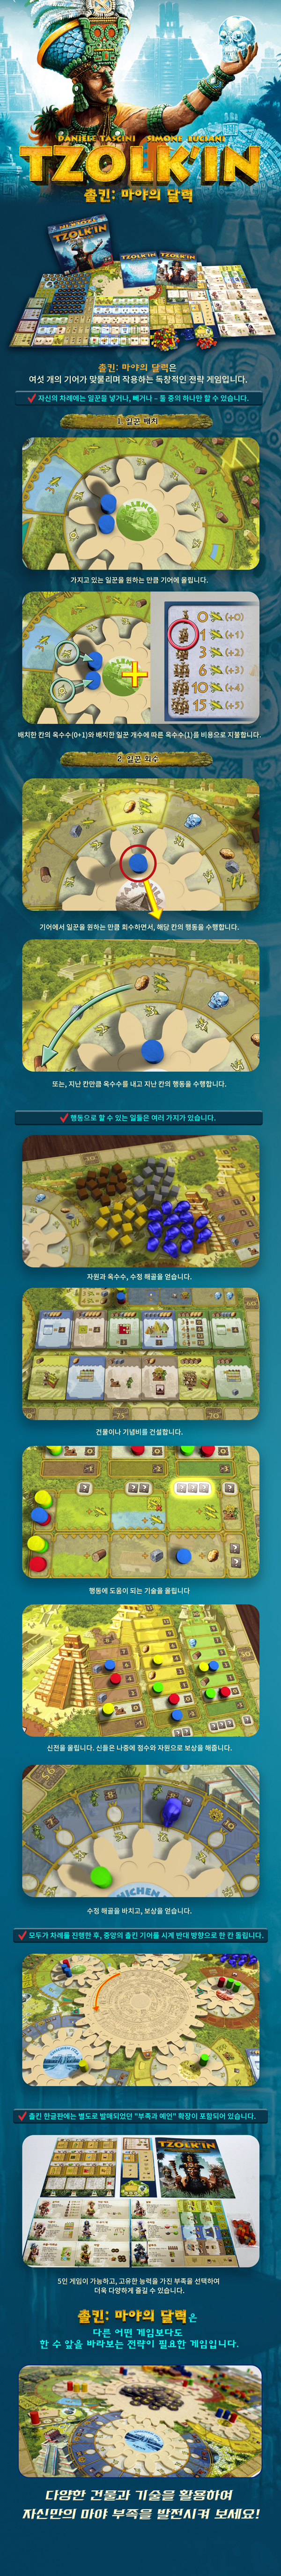 DANIELE TASCINI SIMONE LUCIANI
TZOLK'IN
촐킨: 마야의 달력
TZOLK'IN
촐킨: 마야의 달력은
여섯 개의 기어가 맞물리며 작용하는 독창적인 전략 게임입니다.
자신의 차례에는 일꾼을 넣거나, 빼거나 – 둘 중의 하나만 할 수 있습니다.
1. 일꾼 배치
가지고 있는 일꾼을 원하는 만큼 기어에 올립니다.
0 (+0)
1 (+1)
3 (+2)
6 (+3)
10 (+4)
15 (+5)
배치한 칸의 옥수수(0+1)와 배치한 일꾼 개수에 따른 옥수수(1)를 비용으로 지불합니다.
2. 일꾼 회수
기어에서 일꾼을 원하는 만큼 회수하면서, 해당 칸의 행동을 수행합니다.
또는, 지난 칸만큼 옥수수를 내고 지난 칸의 행동을 수행합니다.
행동으로 할 수 있는 일들은 여러 가지가 있습니다.
자원과 옥수수, 수정 해골을 얻습니다.
건물이나 기념비를 건설합니다.
행동에 도움이 되는 기술을 올립니다
신전을 올립니다. 신들은 나중에 점수와 자원으로 보상을 해줍니다.
7
8
8
10
CHICHEN
수정 해골을 바치고, 보상을 얻습니다.
모두가 차례를 진행한 후, 중앙의 촐킨 기어를 시계 반대 방향으로 한 칸 돌립니다.
촐킨 한글판에는 별도로 발매되었던 "부족과 예언" 확장이 포함되어 있습니다.
TZOLK'IN
5인 게임이 가능하고, 고유한 능력을 가진 부족을 선택하여
더욱 다양하게 즐길 수 있습니다.
촐킨: 마야의 달력은
다른 어떤 게임보다도
한 수 앞을 바라보는 전략이 필요한 게임입니다.
다양한 건물과 기술을 활용하여
자신만의 마야 부족을 발전시켜 보세요!